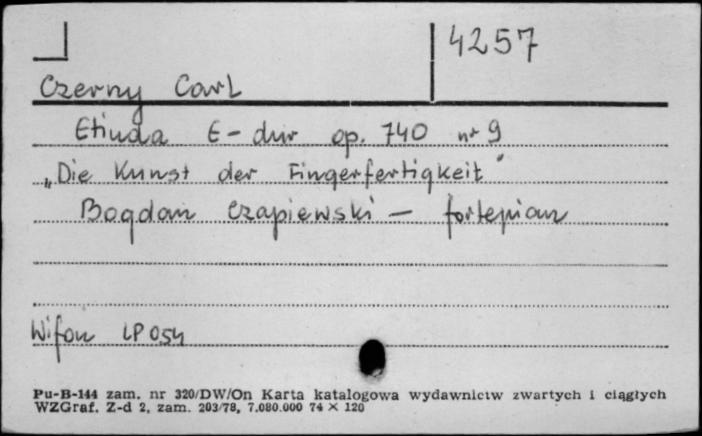 4257
Czerny Carl
Etiuda E-dur op. 740 nr 9
„Die Kunst der Fingerfertigkeit"
Bogdan Czapiewski — fortepian
Wifon LP 054
Pu-B-144 zam. nr 320/DW/On Karta katalogowa wydawnictw zwartych i ciągłych
WZGraf. Z-d 2, zam. 203/78, 7.080.000 74 × 120